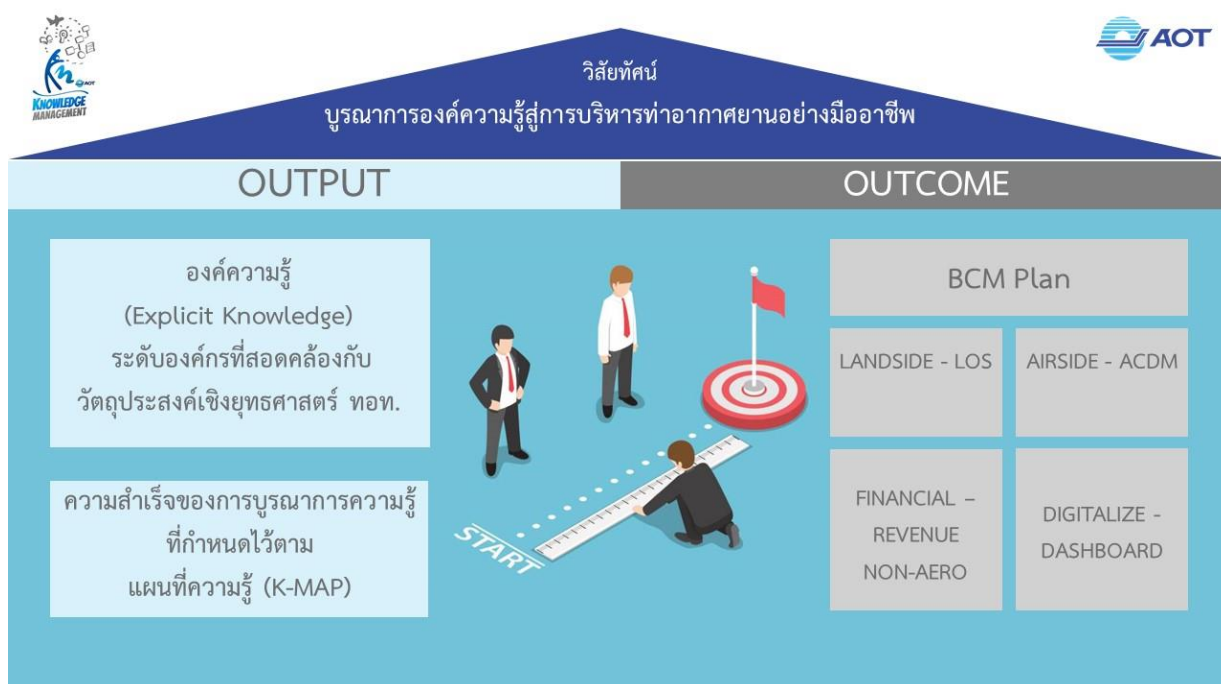 KNOWLEDGE
MANAGEMENT
AOT
AOT
วิสัยทัศน์
บูรณาการองค์ความรู้สู่การบริหารท่าอากาศยานอย่างมืออาชีพ
OUTPUT
OUTCOME
องค์ความรู้
(Explicit Knowledge)
ระดับองค์กรที่สอดคล้องกับ
วัตถุประสงค์เชิงยุทธศาสตร์ ทอท.
ความสำเร็จของการบูรณาการความรู้
ที่กำหนดไว้ตาม
แผนที่ความรู้ (K-MAP)
START
BCM Plan
LANDSIDE - LOS
AIRSIDE - ACDM
FINANCIAL –
REVENUE
NON-AERO
DIGITALIZE -
DASHBOARD